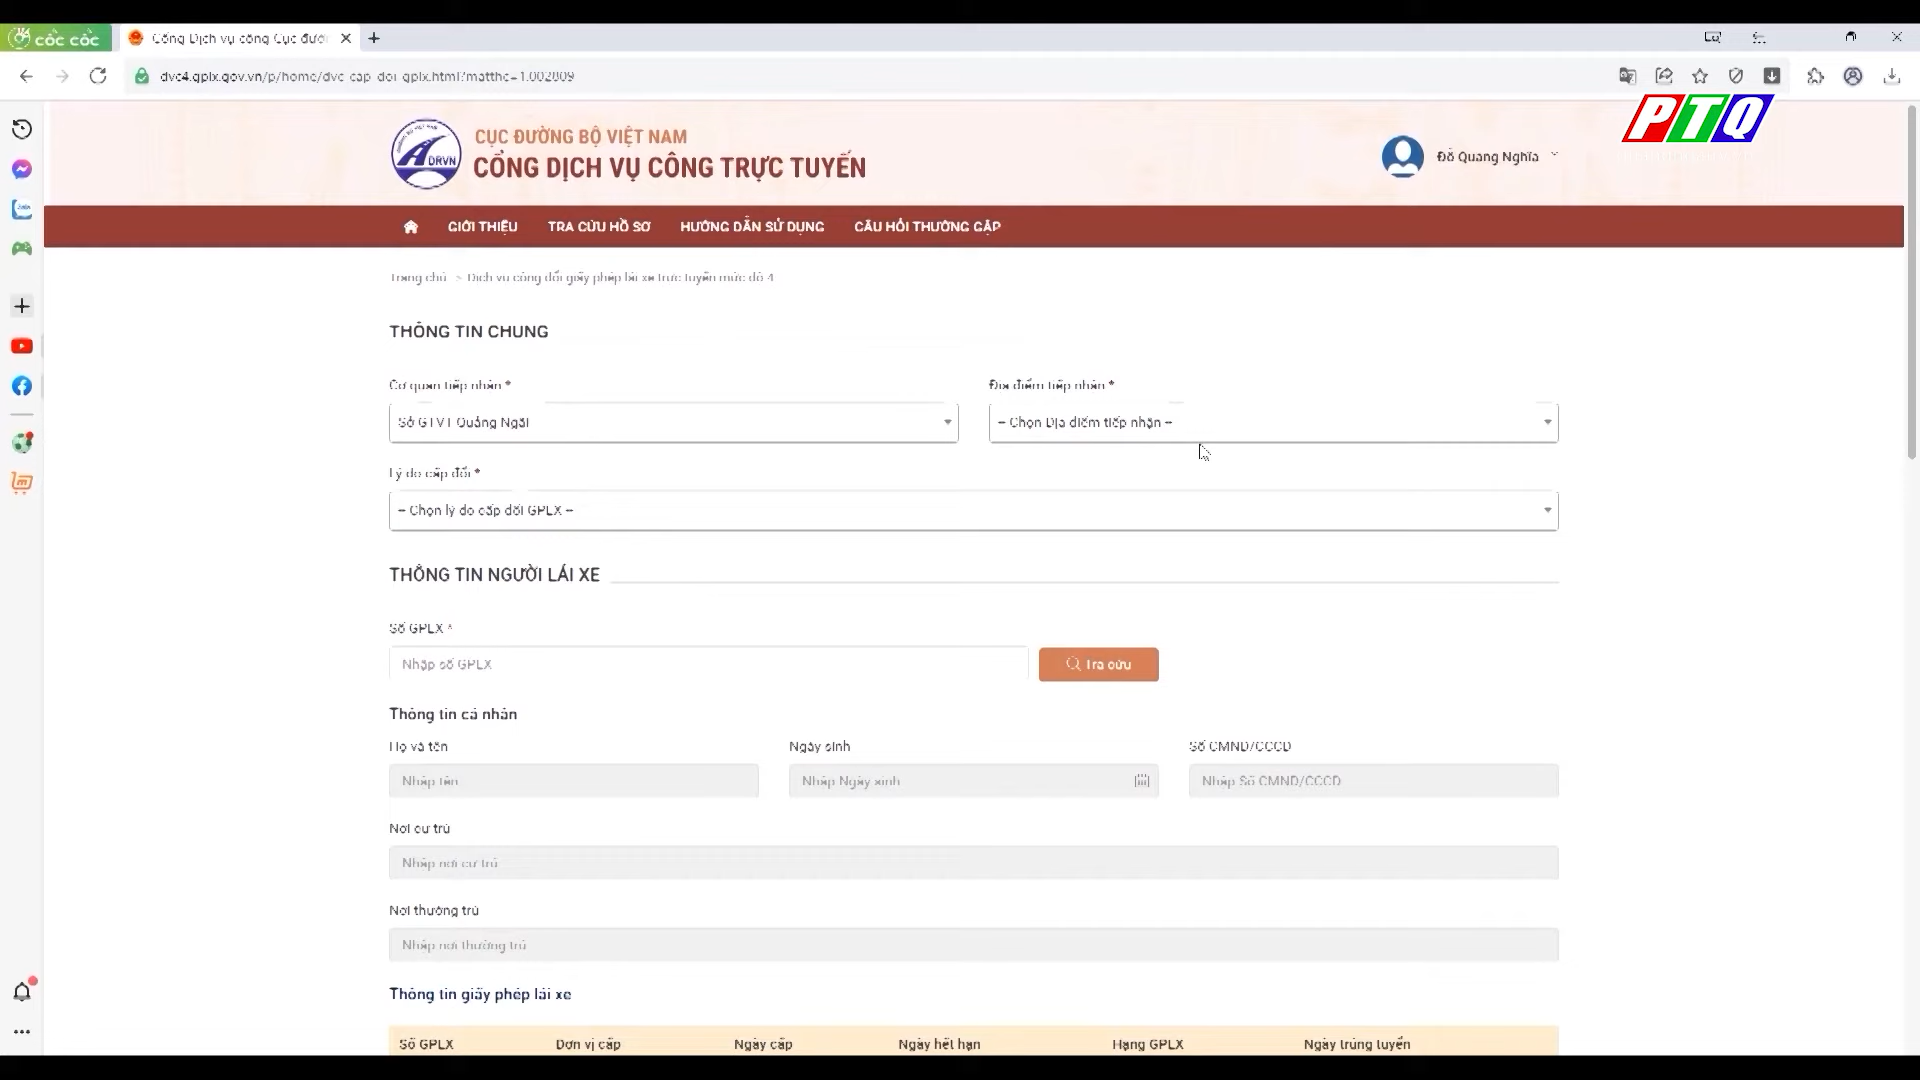 cốc cốc
Cổng Dịch vụ công Cục đườn
dvc4.gplx.gov.vn/p/home/dvc-cap-doi-gplx.html?matthc=1.002809
PTQ
CỤC ĐƯỜNG BỘ VIỆT NAM
CỔNG DỊCH VỤ CÔNG TRỰC TUYẾN
DRVN
Đỗ Quang Nghĩa
GIỚI THIỆU
TRA CỨU HỒ SƠ
HƯỚNG DẪN SỬ DỤNG
CÂU HỎI THƯỜNG GẶP
Trang chủ > Dịch vụ công đổi giấy phép lái xe trực tuyến mức độ 4
THÔNG TIN CHUNG
Cơ quan tiếp nhận *
Địa điểm tiếp nhận *
Sở GTVT Quảng Ngãi
-- Chọn Địa điểm tiếp nhận --
Lý do cấp đổi *
-- Chọn lý do cấp đổi GPLX --
THÔNG TIN NGƯỜI LÁI XE
Số GPLX *
Nhập số GPLX
Tra cứu
Thông tin cá nhân
Họ và tên
Ngày sinh
Số CMND/CCCD
Nhập tên
Nhập Ngày sinh
Nhập Số CMND/CCCD
Nơi cư trú
Nhập nơi cư trú
Nơi thường trú
Nhập nơi thường trú
Thông tin giấy phép lái xe
Số GPLX
Đơn vị cấp
Ngày cấp
Ngày hết hạn
Hạng GPLX
Ngày trúng tuyển